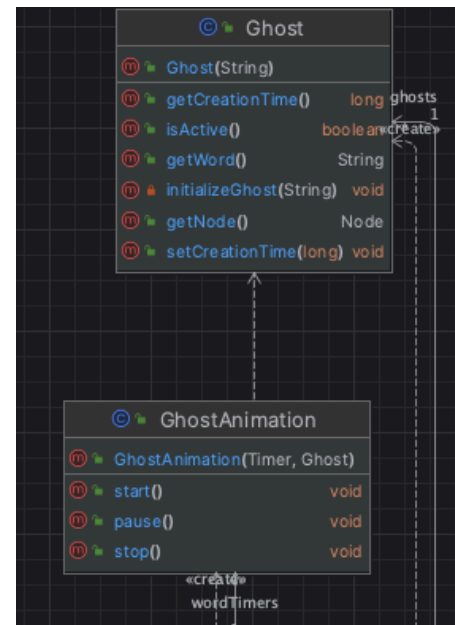 Ghost
Ghost(String)
getCreationTime() long
isActive() boolean
getWord() String
initializeGhost(String) void
getNode() Node
setCreationTime(long) void
ghosts
1
«create»
GhostAnimation
GhostAnimation(Timer, Ghost)
start() void
pause() void
stop() void
«create»
wordTimers